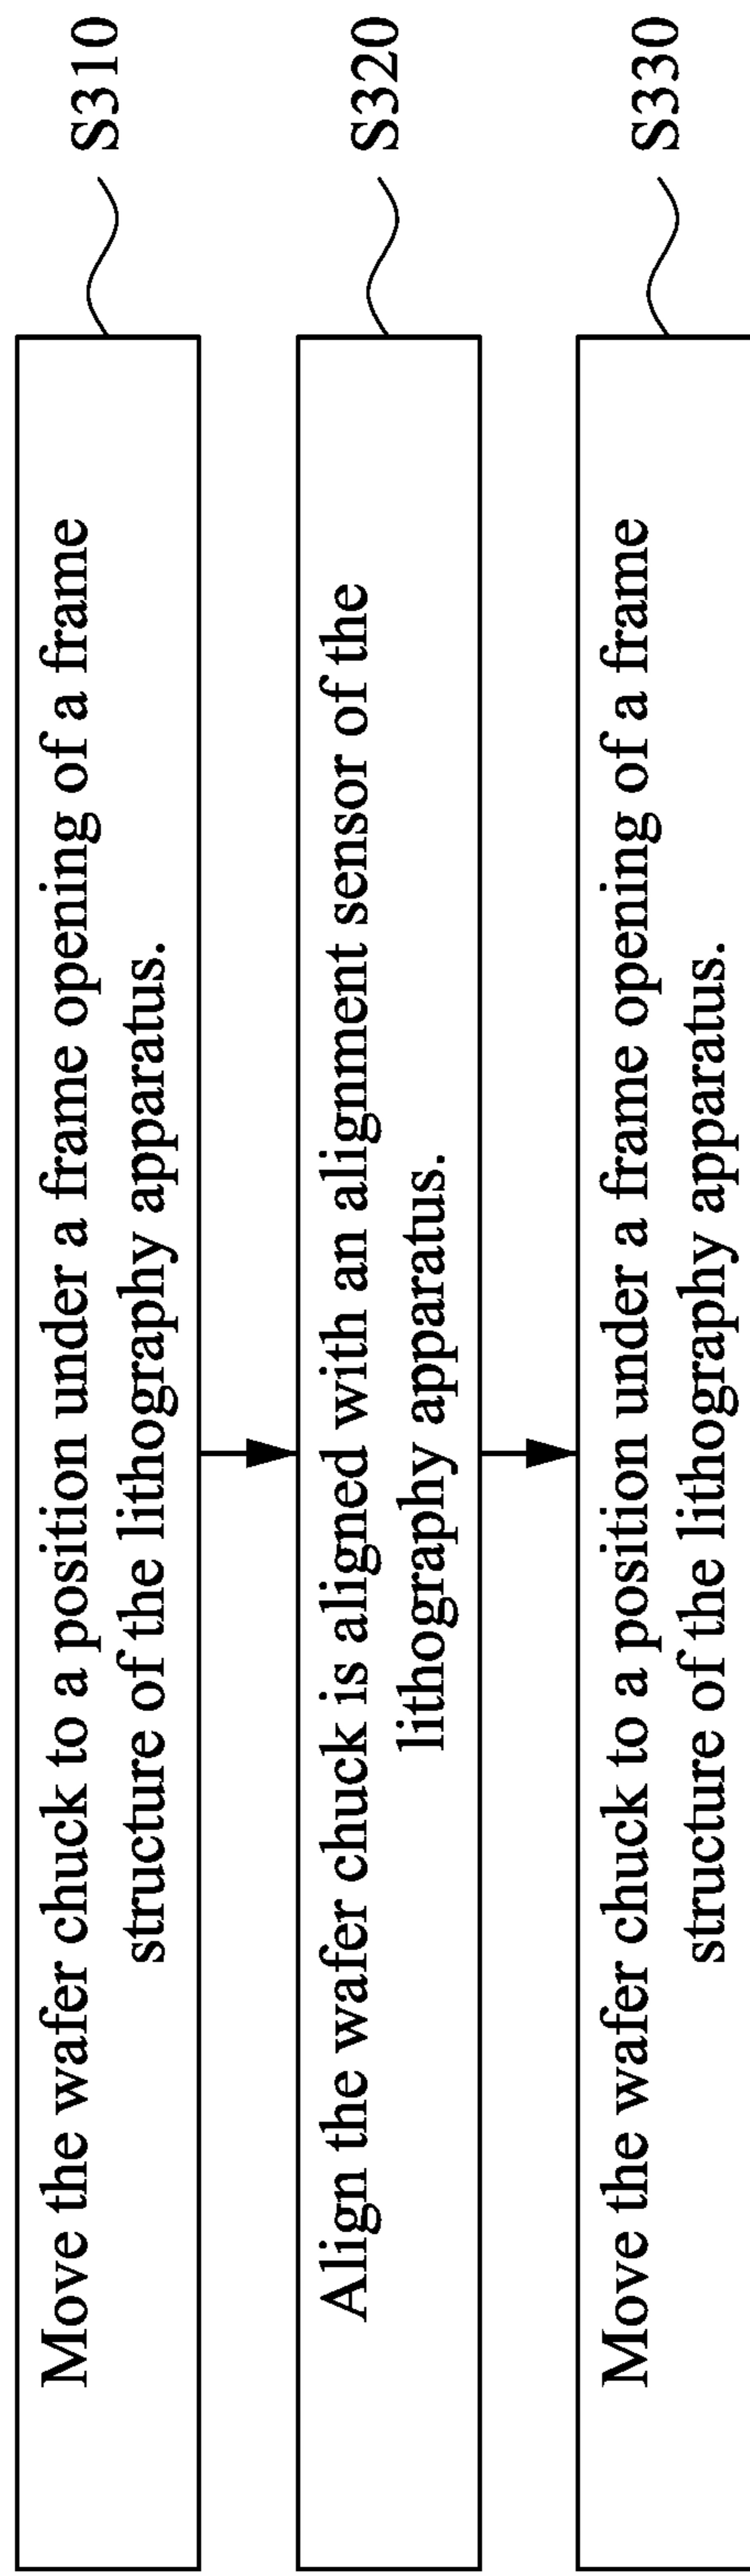 Move the wafer chuck to a position under a frame opening of a frame
structure of the lithography apparatus.
S310
Align the wafer chuck is aligned with an alignment sensor of the
lithography apparatus.
S320
Move the wafer chuck to a position under a frame opening of a frame
structure of the lithography apparatus.
S330